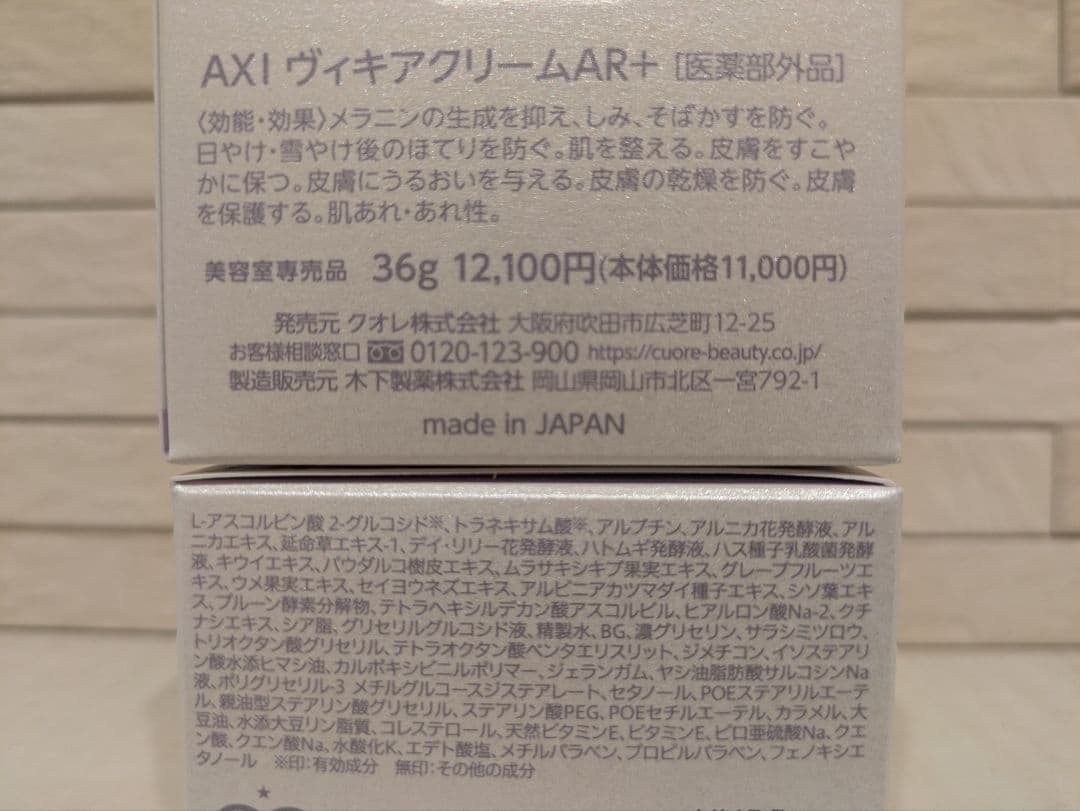 AXI ヴィキアクリームAR+ [医薬部外品]
〈効能・効果〉メラニンの生成を抑え、しみ、そばかすを防ぐ。
日やけ・雪やけ後のほてりを防ぐ。肌を整える。皮膚をすこや
かに保つ。皮膚にうるおいを与える。皮膚の乾燥を防ぐ。皮膚
を保護する。肌あれ・あれ性。
美容室専売品 36g 12,100円(本体価格11,000円)
発売元 クオレ株式会社 大阪府吹田市広芝町12-25
お客様相談窓口 0120-123-900 https://cuore-beauty.co.jp/
製造販売元 木下製薬株式会社 岡山県岡山市北区一宮792-1
made in JAPAN
L-アスコルビン酸 2-グルコシド※、トラネキサム酸※、アルブチン、アルニカ花発酵液、アル
ニカエキス、延命草エキス-1、デイ・リリー花発酵液、ハトムギ発酵液、ハス種子乳酸菌発酵
液、キウイエキス、パウダルコ樹皮エキス、ムラサキシキブ果実エキス、グレープフルーツエ
キス、ウメ果実エキス、セイヨウネズエキス、アルピニアカツマダイ種子エキス、シソ葉エキ
ス、プルーン酵素分解物、テトラヘキシルデカン酸アスコルビル、ヒアルロン酸Na-2、クチ
ナシエキス、シア脂、グリセリルグルコシド液、精製水、BG、濃グリセリン、サラシミツロウ、
トリオクタン酸グリセリル、テトラオクタン酸ペンタエリスリット、ジメチコン、イソステアリ
ン酸水添ヒマシ油、カルボキシビニルポリマー、ジェランガム、ヤシ油脂肪酸サルコシンNa
液、ポリグリセリル-3 メチルグルコースジステアレート、セタノール、POEステアリルエーテ
ル、親油型ステアリン酸グリセリル、ステアリン酸PEG、POEセチルエーテル、カラメル、大
豆油、水添大豆リン脂質、コレステロール、天然ビタミンE、ビタミンE、ピロ亜硫酸Na、クエ
ン酸、クエン酸Na、水酸化K、エデト酸塩、メチルパラベン、プロピルパラベン、フェノキシエ
タノール ※印:有効成分 無印:その他の成分